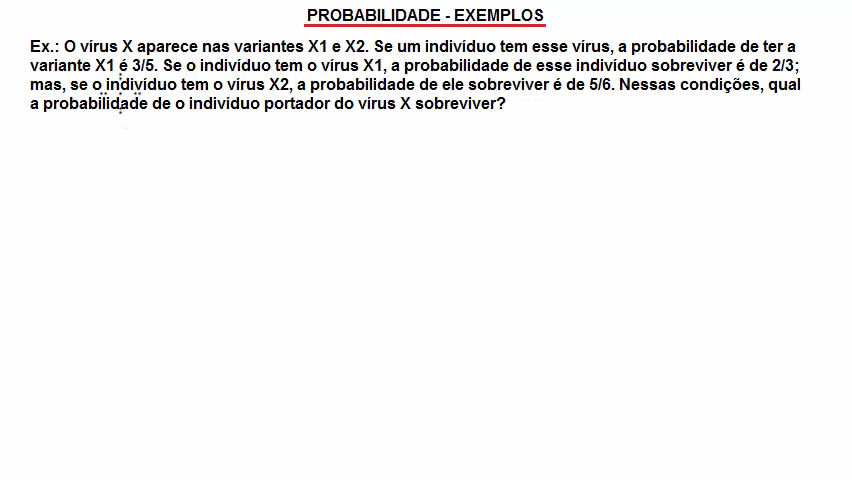 PROBABILIDADE - EXEMPLOS
Ex.: O vírus X aparece nas variantes X1 e X2. Se um indivíduo tem esse vírus, a probabilidade de ter a
variante X1 é 3/5. Se o indivíduo tem o vírus X1, a probabilidade de esse indivíduo sobreviver é de 2/3;
mas, se o indivíduo tem o vírus X2, a probabilidade de ele sobreviver é de 5/6. Nessas condições, qual
a probabilidade de o indivíduo portador do vírus X sobreviver?